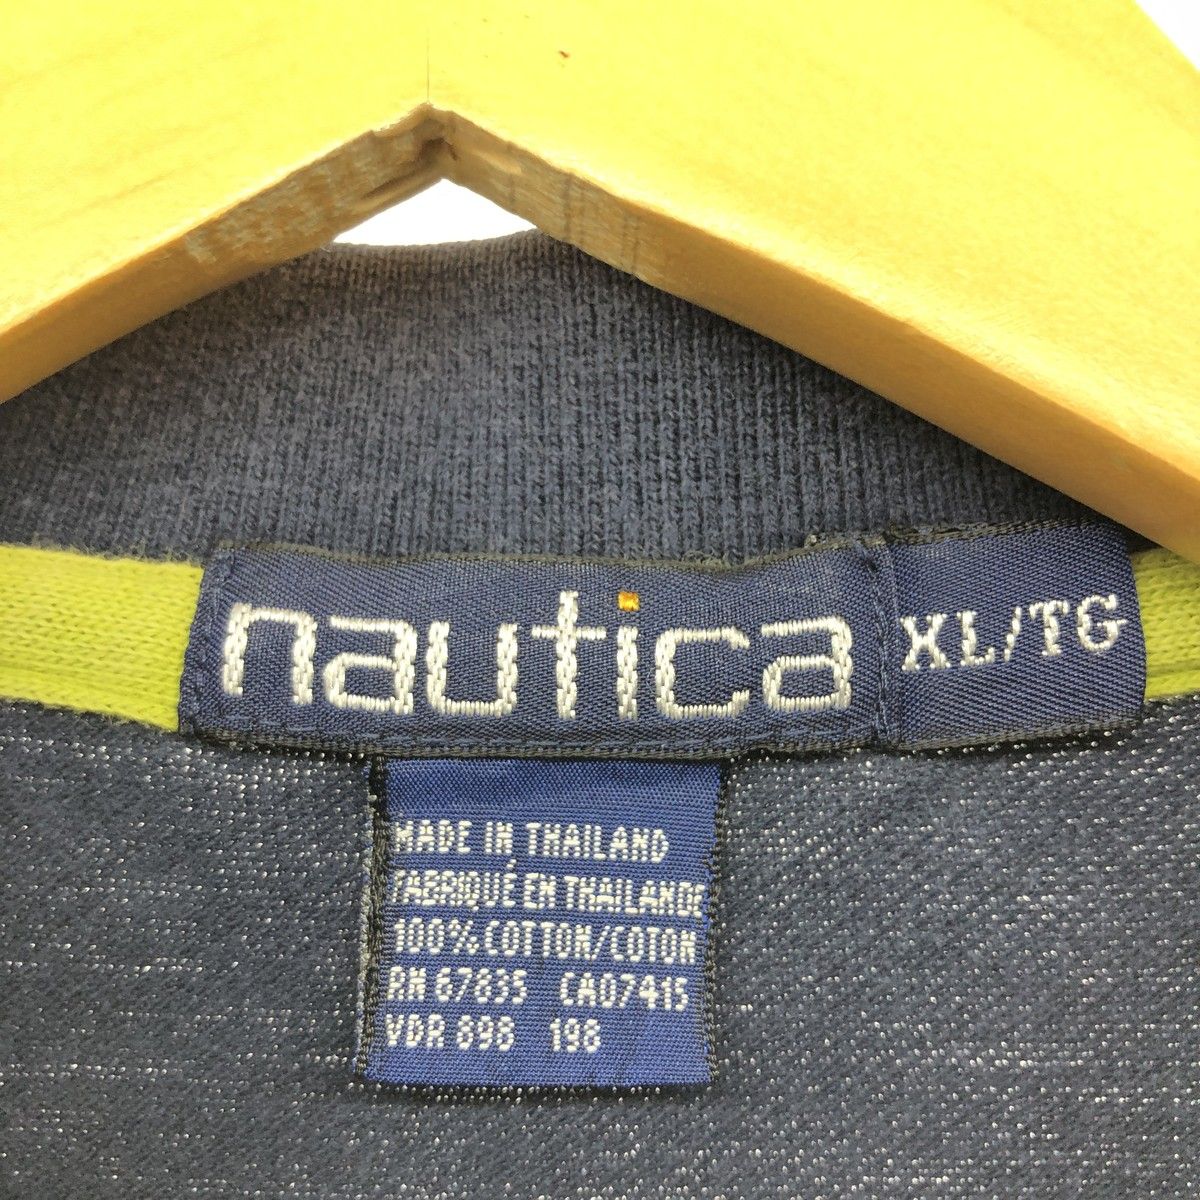 nautica XL/TG
MADE IN THAILAND
FABRIQUÉ EN THAILANDE
100% COTTON/COTON
RN 67835 CA07415
VDR 898 198